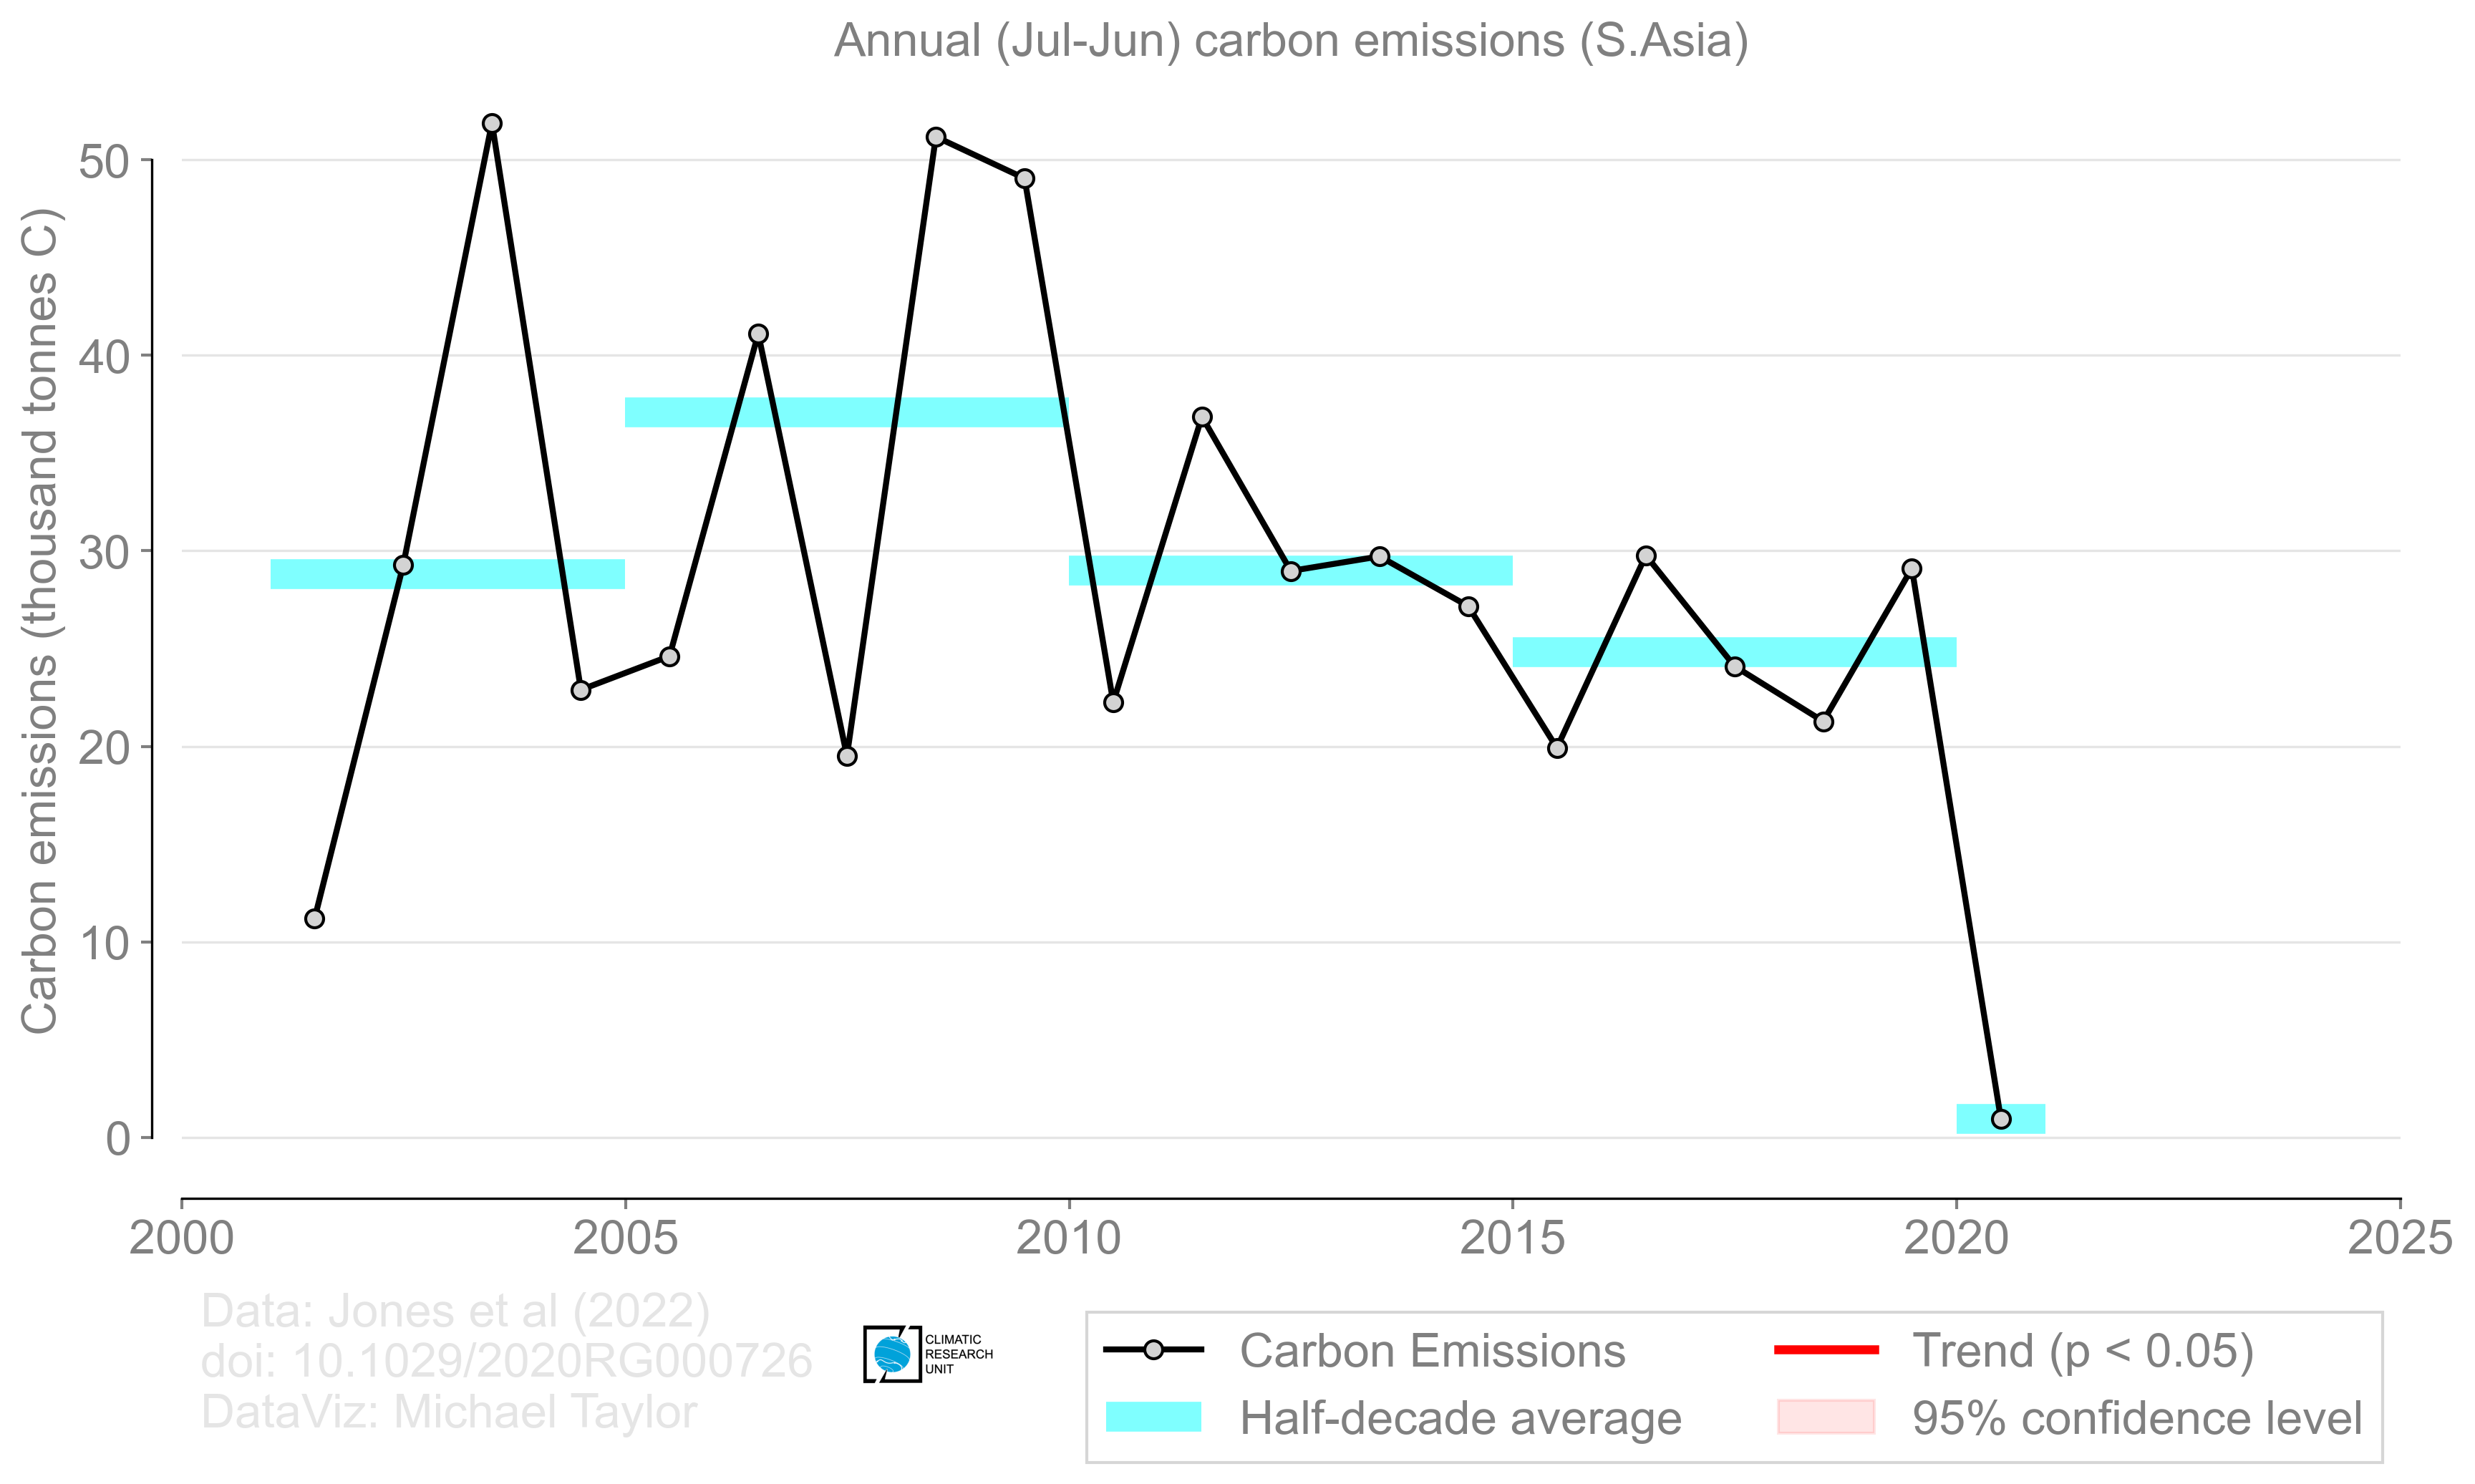 Annual (Jul-Jun) carbon emissions (S.Asia)
Carbon emissions (thousand tonnes C)
50
40
30
20
10
0
2000 2005 2010 2015 2020 2025
Data: Jones et al (2022)
doi: 10.1029/2020RG000726
DataViz: Michael Taylor
CLIMATIC
RESEARCH
UNIT
Carbon Emissions
Half-decade average
Trend (p < 0.05)
95% confidence level